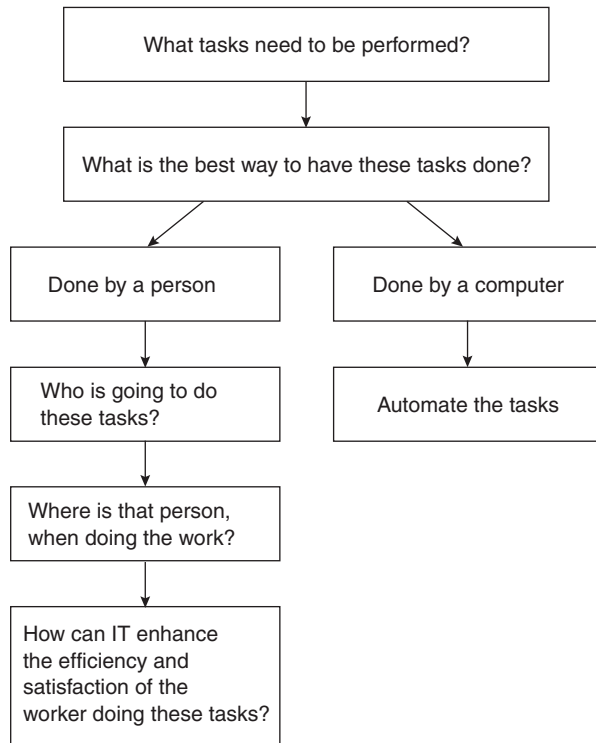 What tasks need to be performed?
What is the best way to have these tasks done?
Done by a person
Done by a computer
Who is going to do
these tasks?
Automate the tasks
Where is that person,
when doing the work?
How can IT enhance
the efficiency and
satisfaction of the
worker doing these tasks?